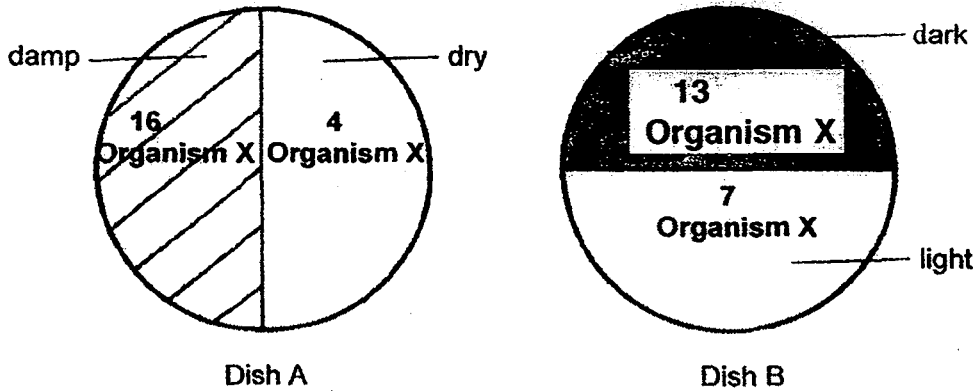 damp
dry
16
Organism X
4
Organism X
Dish A
dark
13
Organism X
7
Organism X
light
Dish B